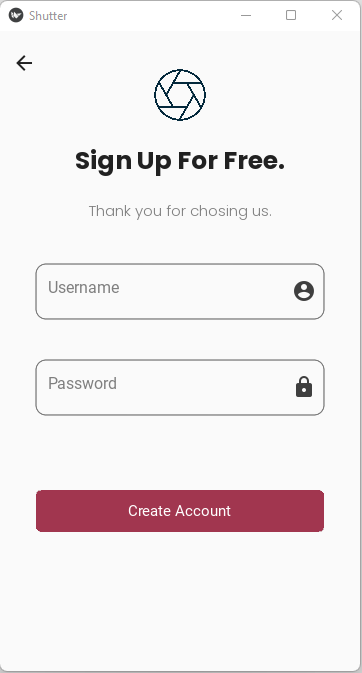 Shutter
Sign Up For Free.
Thank you for chosing us.
Username
Password
Create Account